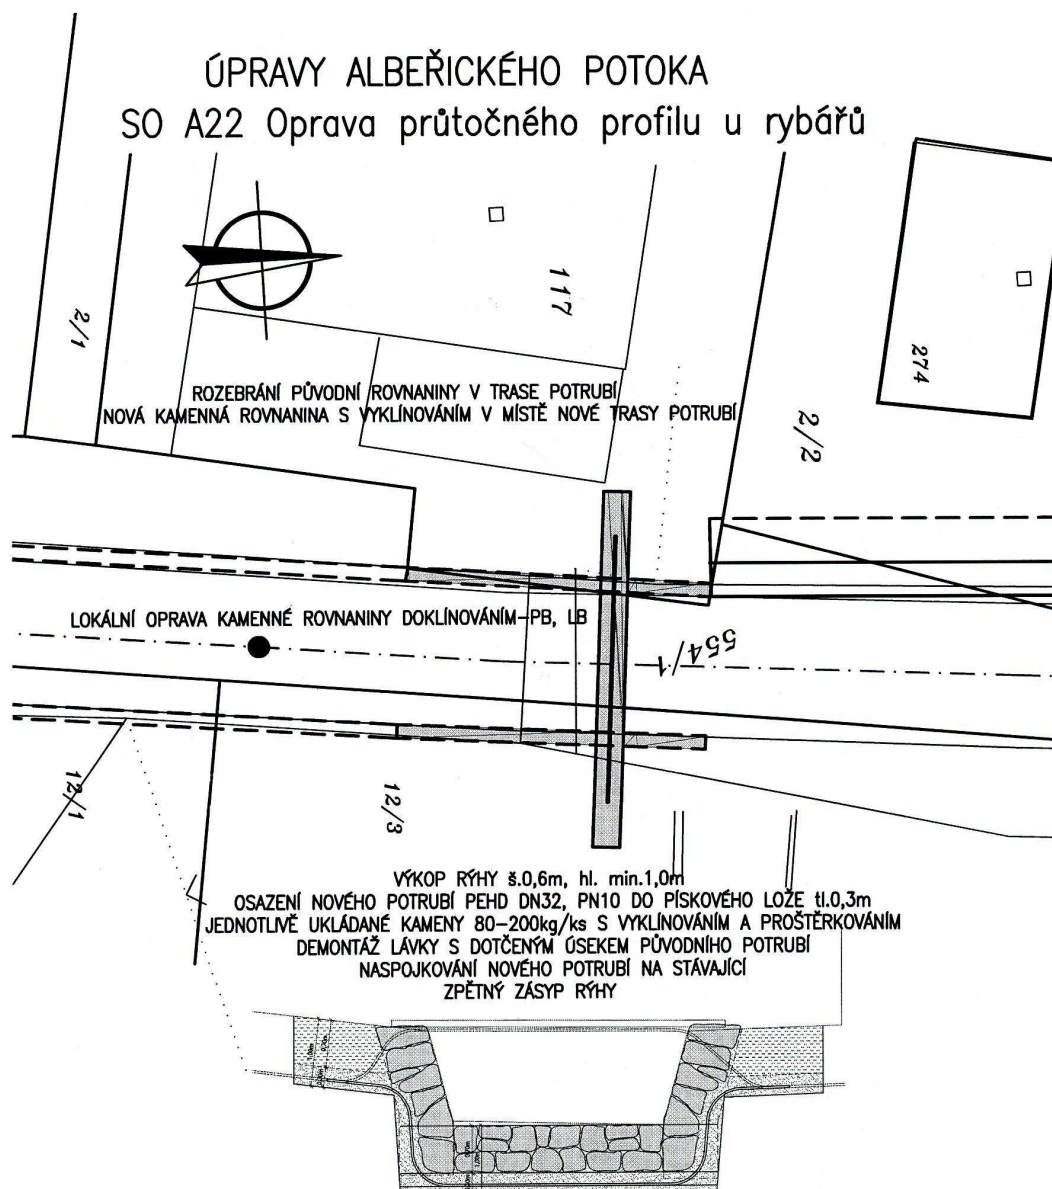 ÚPRAVY ALBEŘICKÉHO POTOKA
SO A22 Oprava průtočného profilu u rybářů
117
2/1
274
ROZEBRÁNÍ PŮVODNÍ ROVNANINY V TRASE POTRUBÍ
NOVÁ KAMENNÁ ROVNANINA S VYKLÍNOVÁNÍM V MÍSTĚ NOVÉ TRASY POTRUBÍ
2/2
LOKÁLNÍ OPRAVA KAMENNÉ ROVNANINY DOKLÍNOVÁNÍM-PB, LB
554/1
12/1
12/3
VÝKOP RÝHY š.0,6m, hl. min.1,0m
OSAZENÍ NOVÉHO POTRUBÍ PEHD DN32, PN10 DO PÍSKOVÉHO LOŽE tl.0,3m
JEDNOTLIVĚ UKLÁDANÉ KAMENY 80-200kg/ks S VYKLÍNOVÁNÍM A PROŠTĚRKOVÁNÍM
DEMONTÁŽ LÁVKY S DOTČENÝM ÚSEKEM PŮVODNÍHO POTRUBÍ
NASPOJKOVÁNÍ NOVÉHO POTRUBÍ NA STÁVAJÍCÍ
ZPĚTNÝ ZÁSYP RÝHY